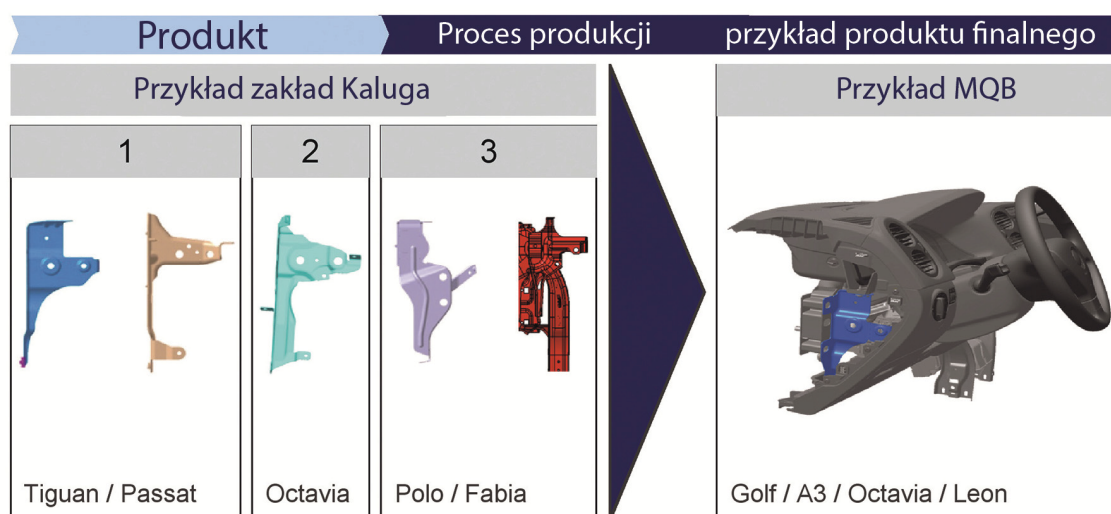 Produkt
Proces produkcji
przykład produktu finalnego
Przykład zakład Kaluga
Przykład MQB
1
2
3
Tiguan / Passat
Octavia
Polo / Fabia
Golf / A3 / Octavia / Leon